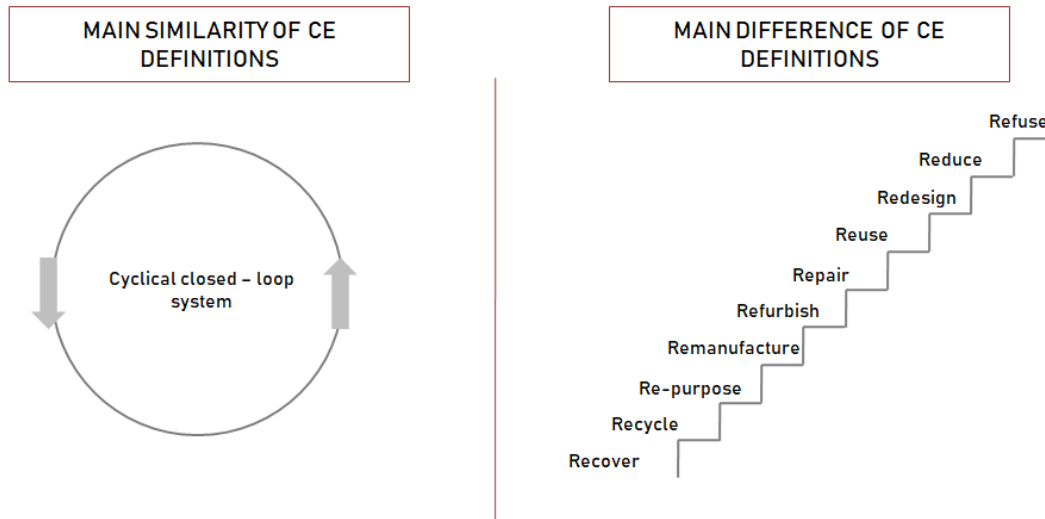 MAIN SIMILARITY OF CE
DEFINITIONS
Cyclical closed – loop
system
MAIN DIFFERENCE OF CE
DEFINITIONS
Refuse
Reduce
Redesign
Reuse
Repair
Refurbish
Remanufacture
Re-purpose
Recycle
Recover